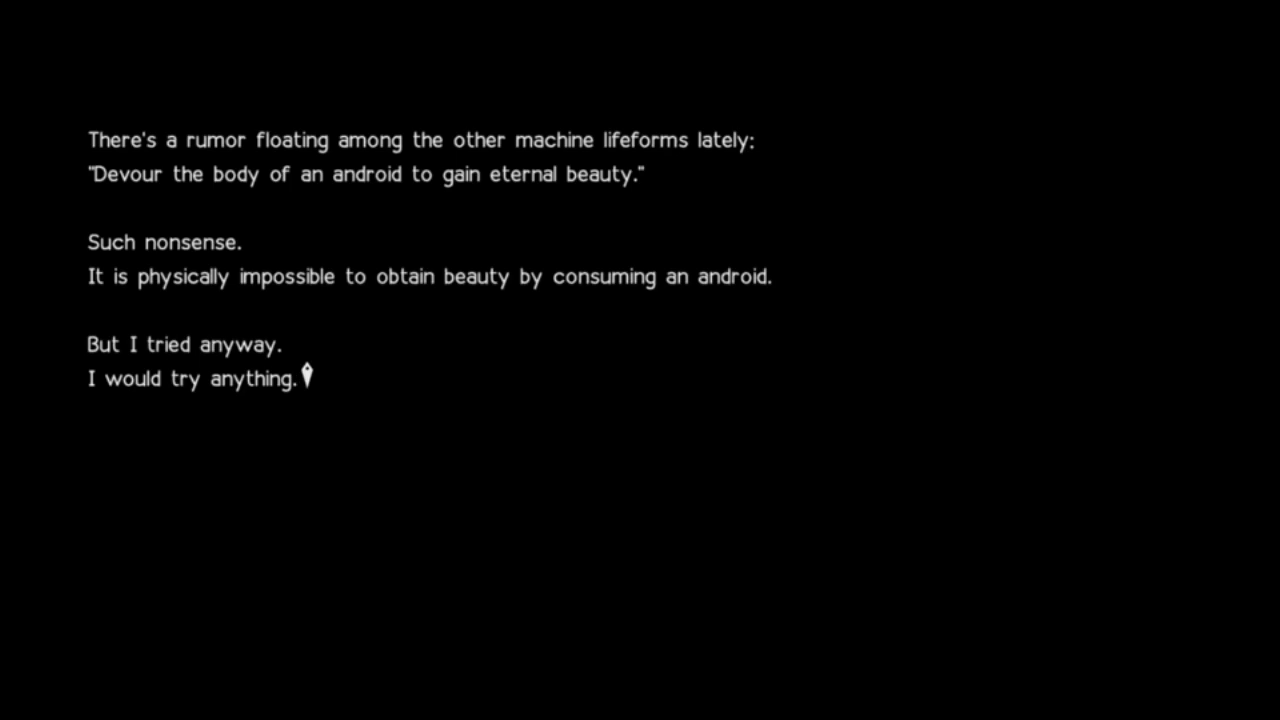 There's a rumor floating among the other machine lifeforms lately:
"Devour the body of an android to gain eternal beauty."
Such nonsense.
It is physically impossible to obtain beauty by consuming an android.
But I tried anyway.
I would try anything.